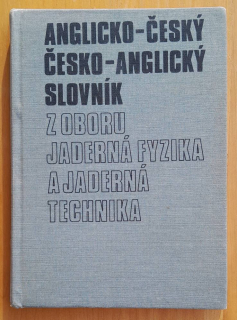 ANGLICKO-ČESKÝ
ČESKO-ANGLICKÝ
SLOVNÍK
Z OBORU
JADERNÁ FYZIKA
A JADERNÁ
TECHNIKA